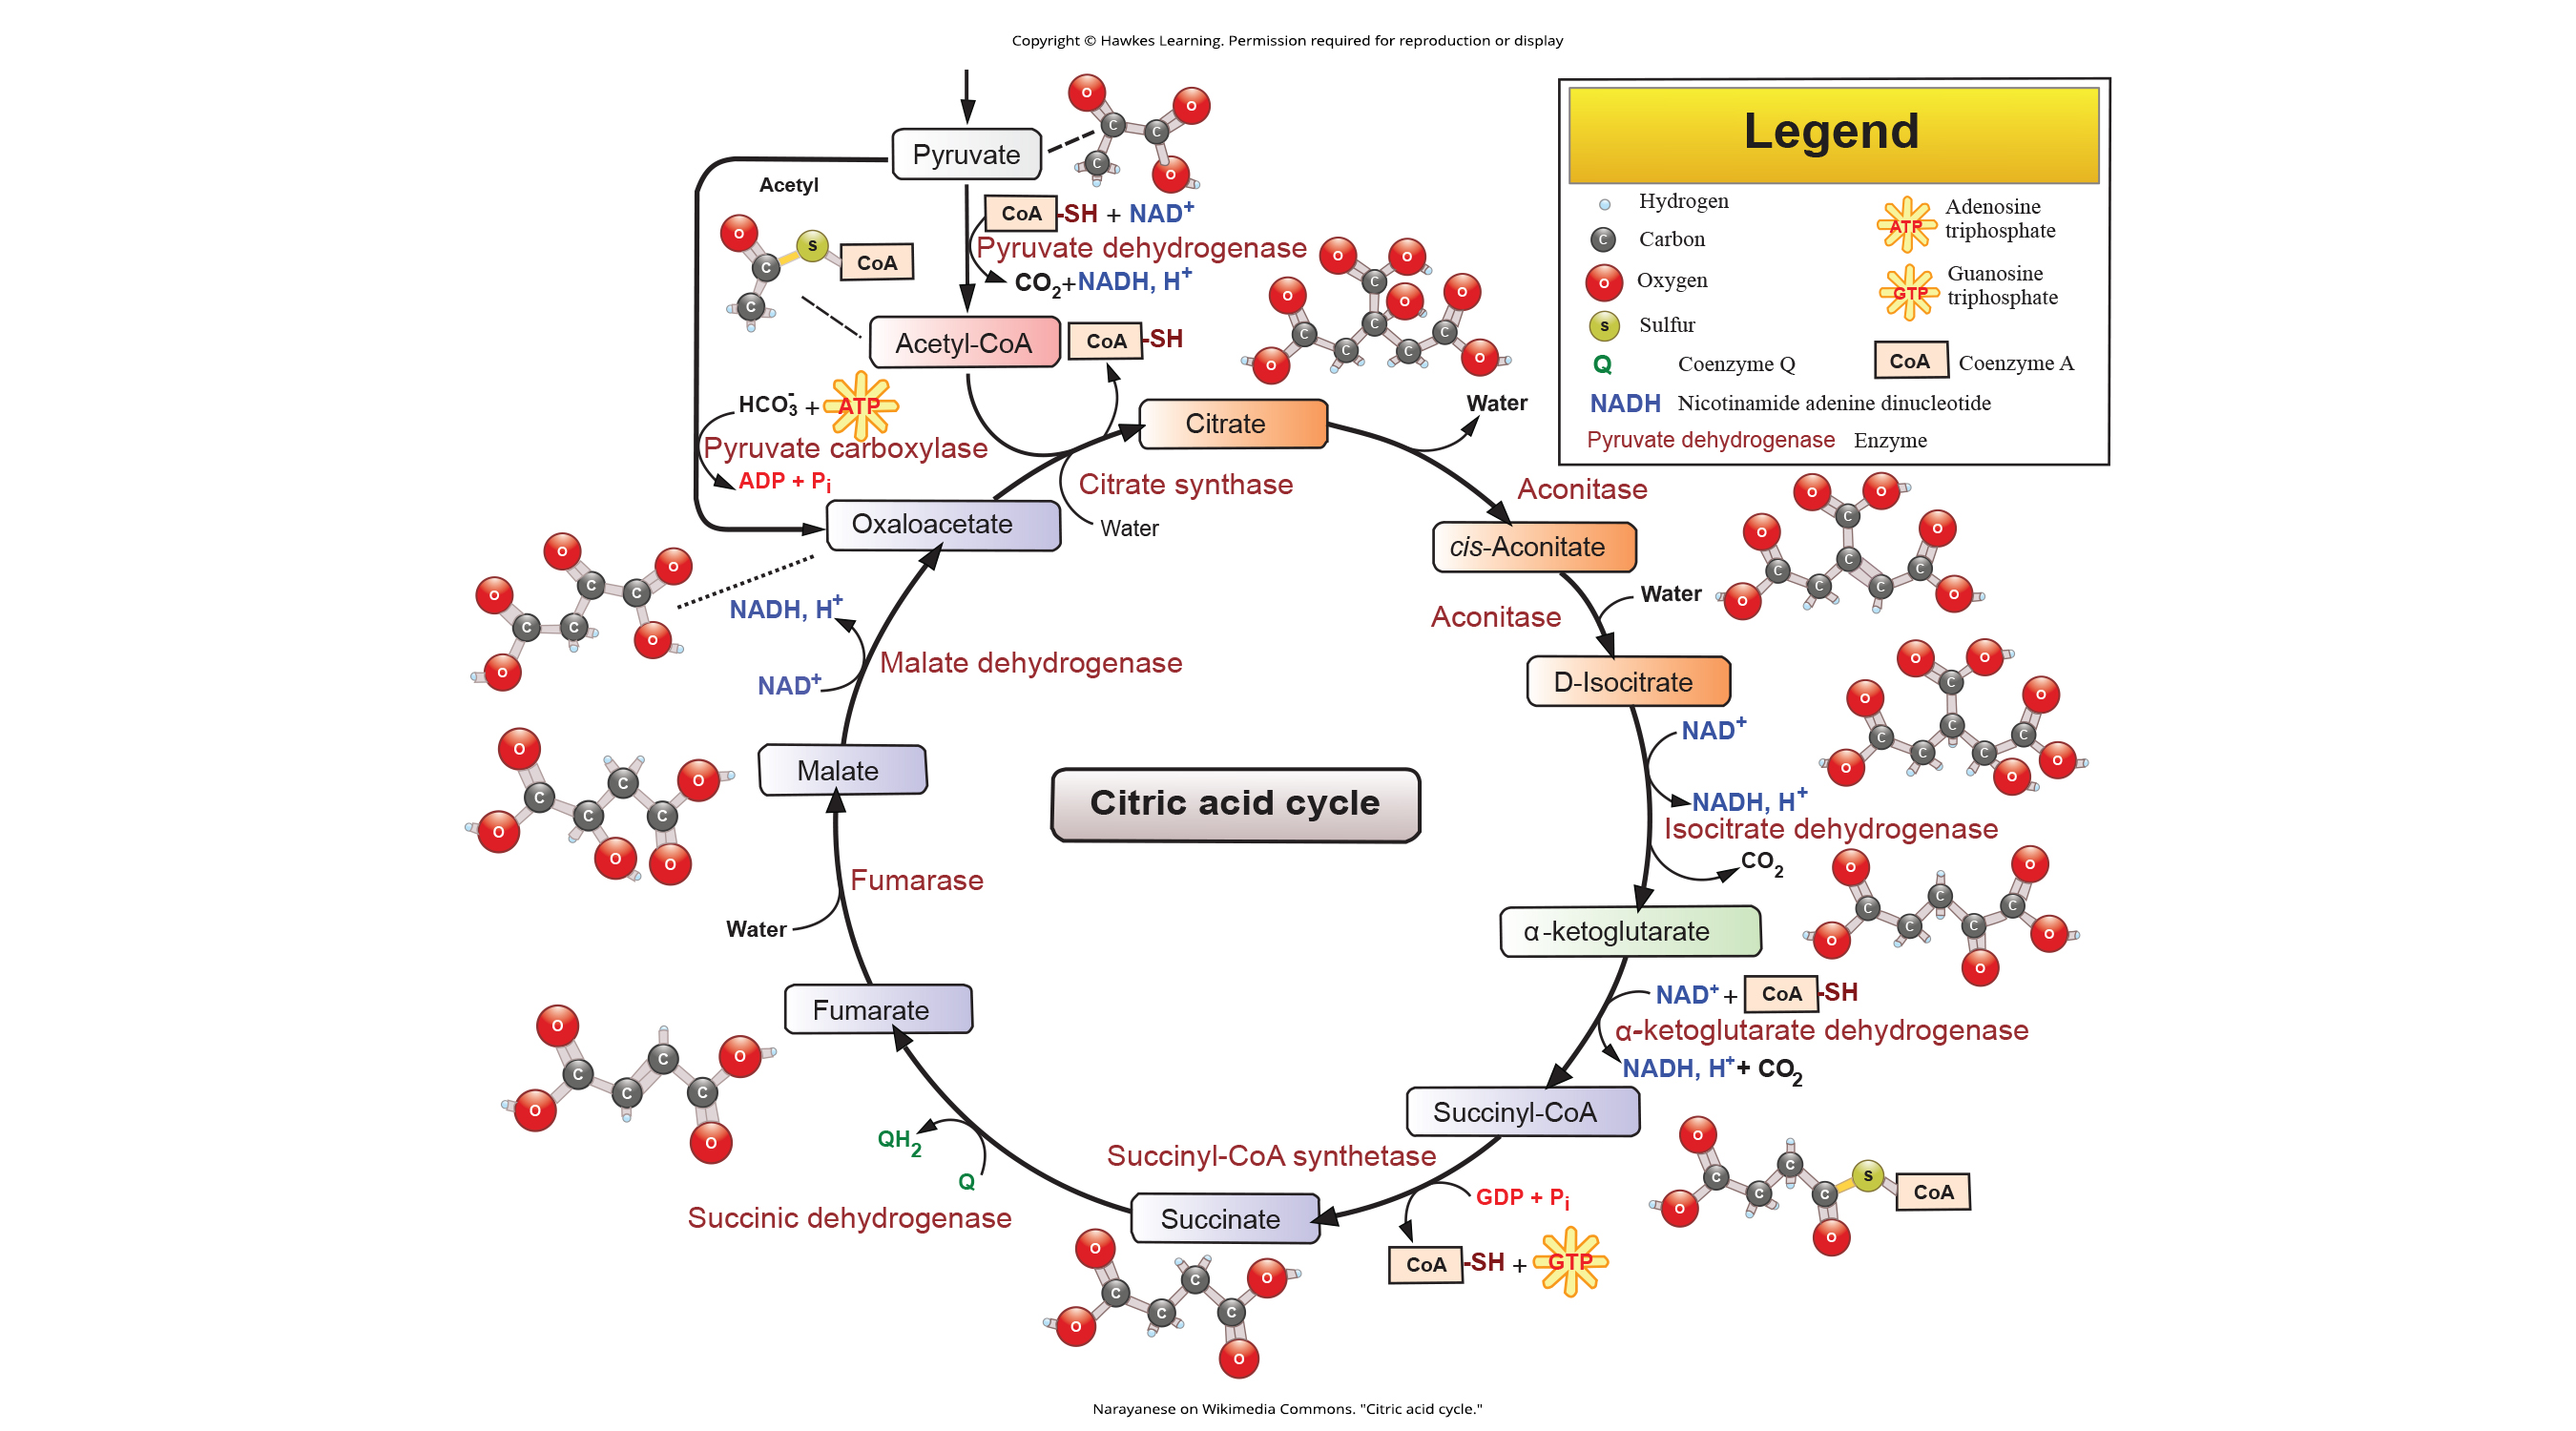 Copyright © Hawkes Learning. Permission required for reproduction or display
Pyruvate
Acetyl
CoA-SH + NAD+
Pyruvate dehydrogenase
CO2+NADH, H+
S
CoA
Acetyl-CoA
CoA-SH
HCO3- + ATP
Pyruvate carboxylase
ADP + Pi
Citrate
Citrate synthase
Water
Oxaloacetate
Water
Aconitase
cis-Aconitate
Aconitase
Water
D-Isocitrate
NAD+
NADH, H+
Isocitrate dehydrogenase
CO2
α-ketoglutarate
NAD+ + CoA-SH
α-ketoglutarate dehydrogenase
NADH, H+ + CO2
Succinyl-CoA
S
CoA
Succinyl-CoA synthetase
GDP + Pi
CoA-SH + GTP
Succinate
QH2
Q
Succinic dehydrogenase
Fumarate
Fumarase
Water
Malate
Malate dehydrogenase
NAD+
NADH, H+
Citric acid cycle
Legend
Hydrogen
C Carbon
O Oxygen
S Sulfur
Q Coenzyme Q
ATP Adenosine
triphosphate
GTP Guanosine
triphosphate
CoA Coenzyme A
NADH Nicotinamide adenine dinucleotide
Pyruvate dehydrogenase Enzyme
Narayanese on Wikimedia Commons. "Citric acid cycle."